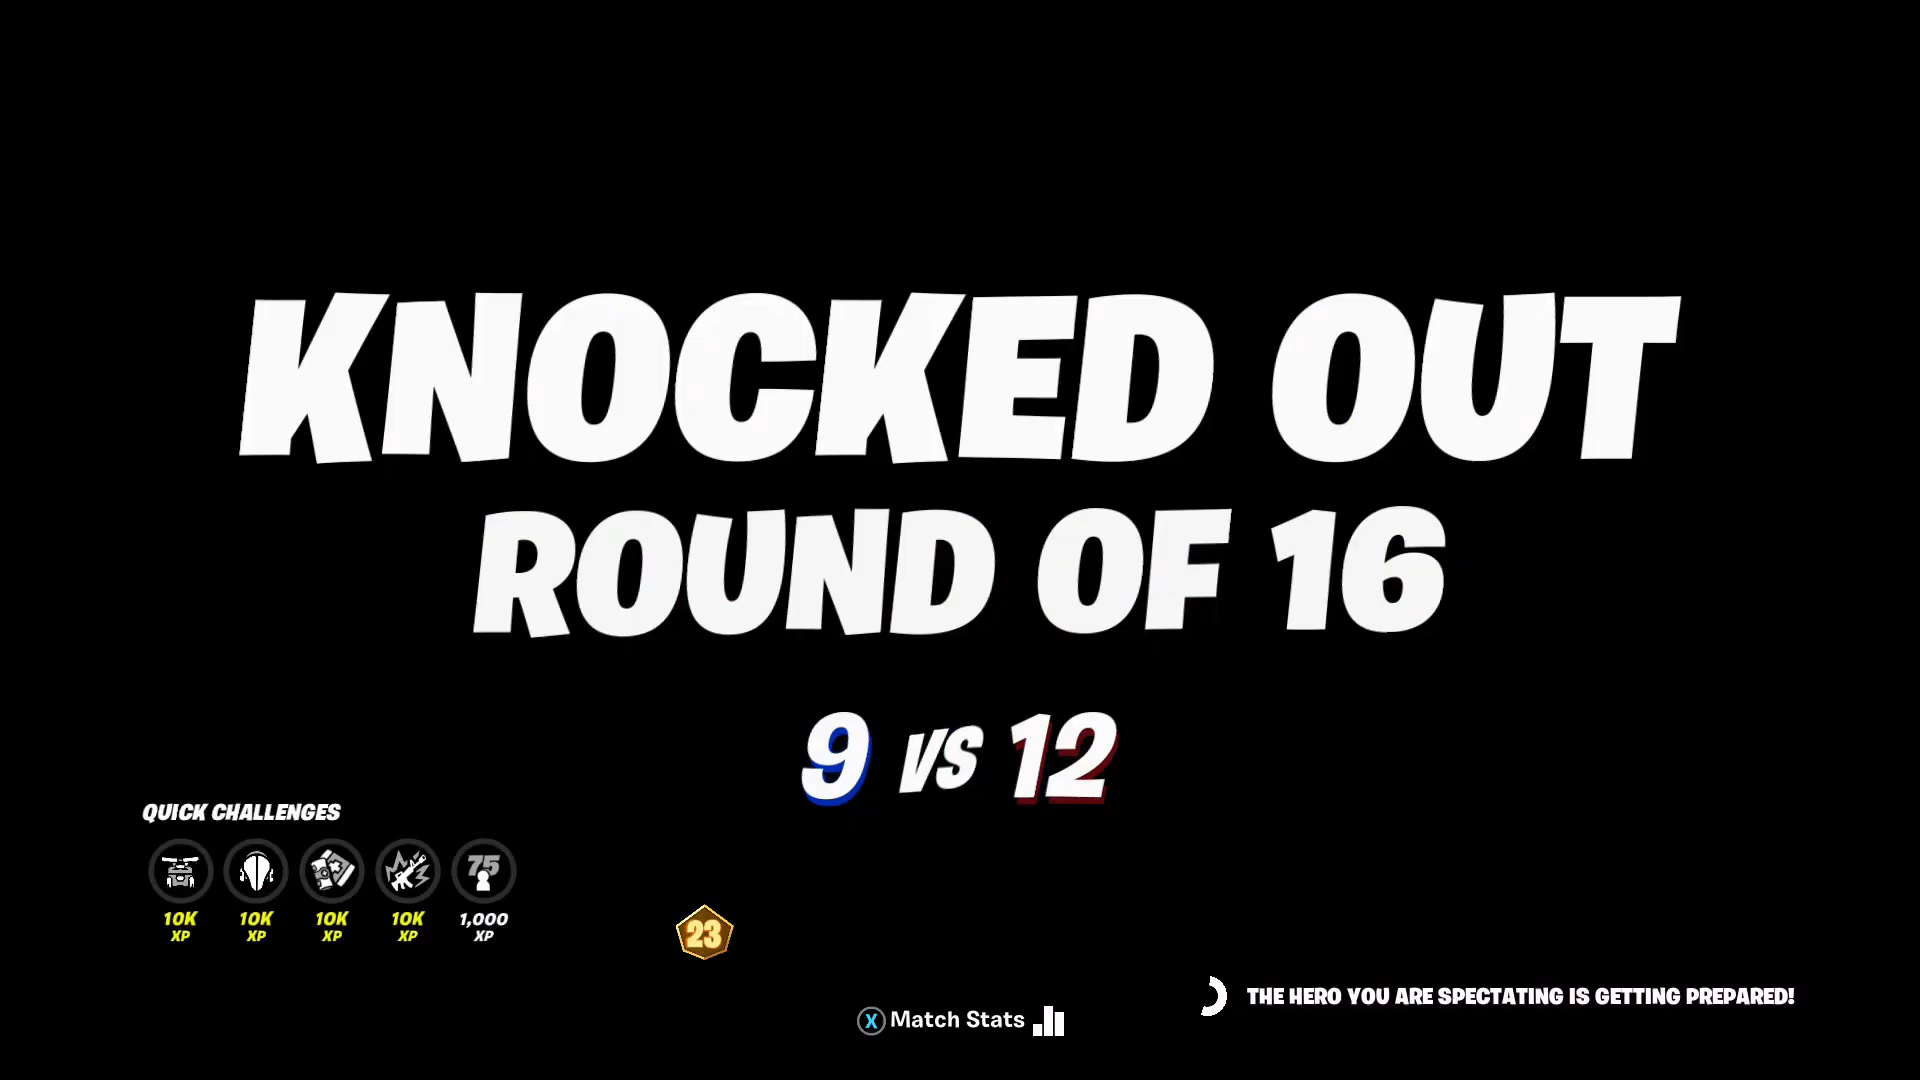 KNOCKED OUT
ROUND OF 16
9 VS 12
QUICK CHALLENGES
75
10K XP
10K XP
10K XP
10K XP
1,000 XP
23
THE HERO YOU ARE SPECTATING IS GETTING PREPARED!
X Match Stats